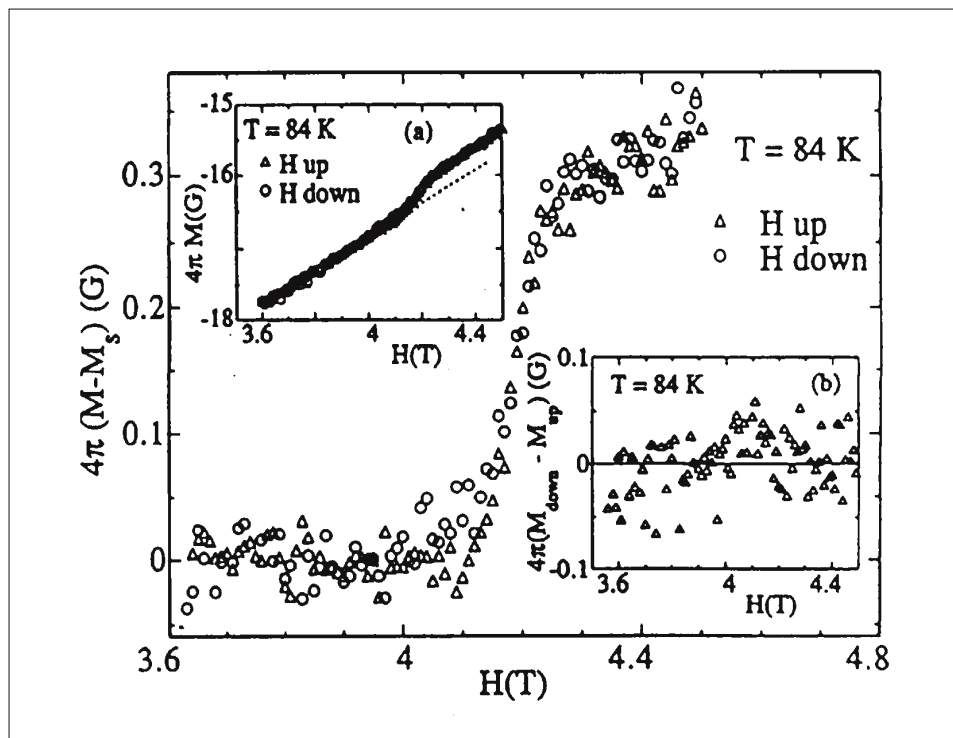 4π (M-Mₛ) (G)
0.3
0.2
0.1
0
3.6
4
4.4
4.8
H(T)
T = 84 K
△ H up
○ H down
(a)
T = 84 K
△ H up
○ H down
4π M(G)
-15
-16
-18
3.6
4
4.4
H(T)
(b)
T = 84 K
4π(M_down - M_up) (G)
0.1
0
-0.1
3.6
4
4.4
H(T)